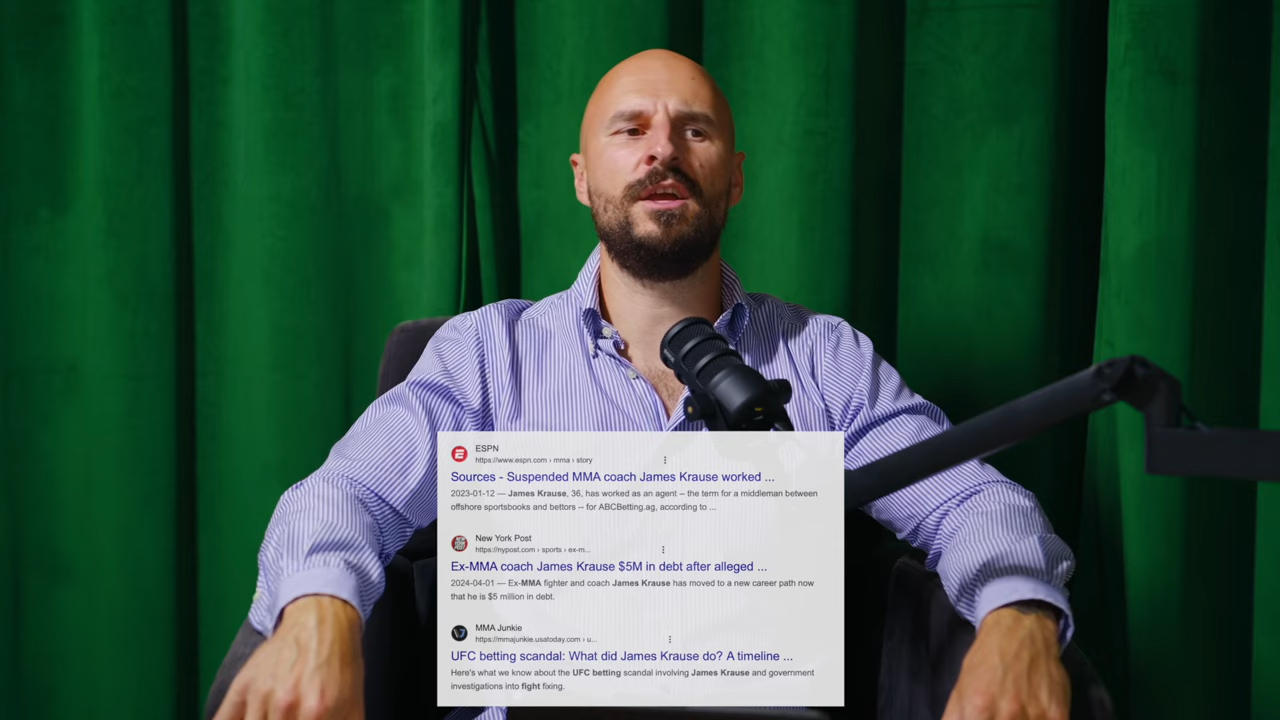 ESPN
https://www.espn.com › mma › story
Sources - Suspended MMA coach James Krause worked ...
2023-01-12 — James Krause, 36, has worked as an agent -- the term for a middleman between
offshore sportsbooks and bettors -- for ABCBetting.ag, according to ...
New York Post
https://nypost.com › sports › ex-m...
Ex-MMA coach James Krause $5M in debt after alleged ...
2024-04-01 — Ex-MMA fighter and coach James Krause has moved to a new career path now
that he is $5 million in debt.
MMA Junkie
https://mmajunkie.usatoday.com › u...
UFC betting scandal: What did James Krause do? A timeline ...
Here's what we know about the UFC betting scandal involving James Krause and government
investigations into fight fixing.